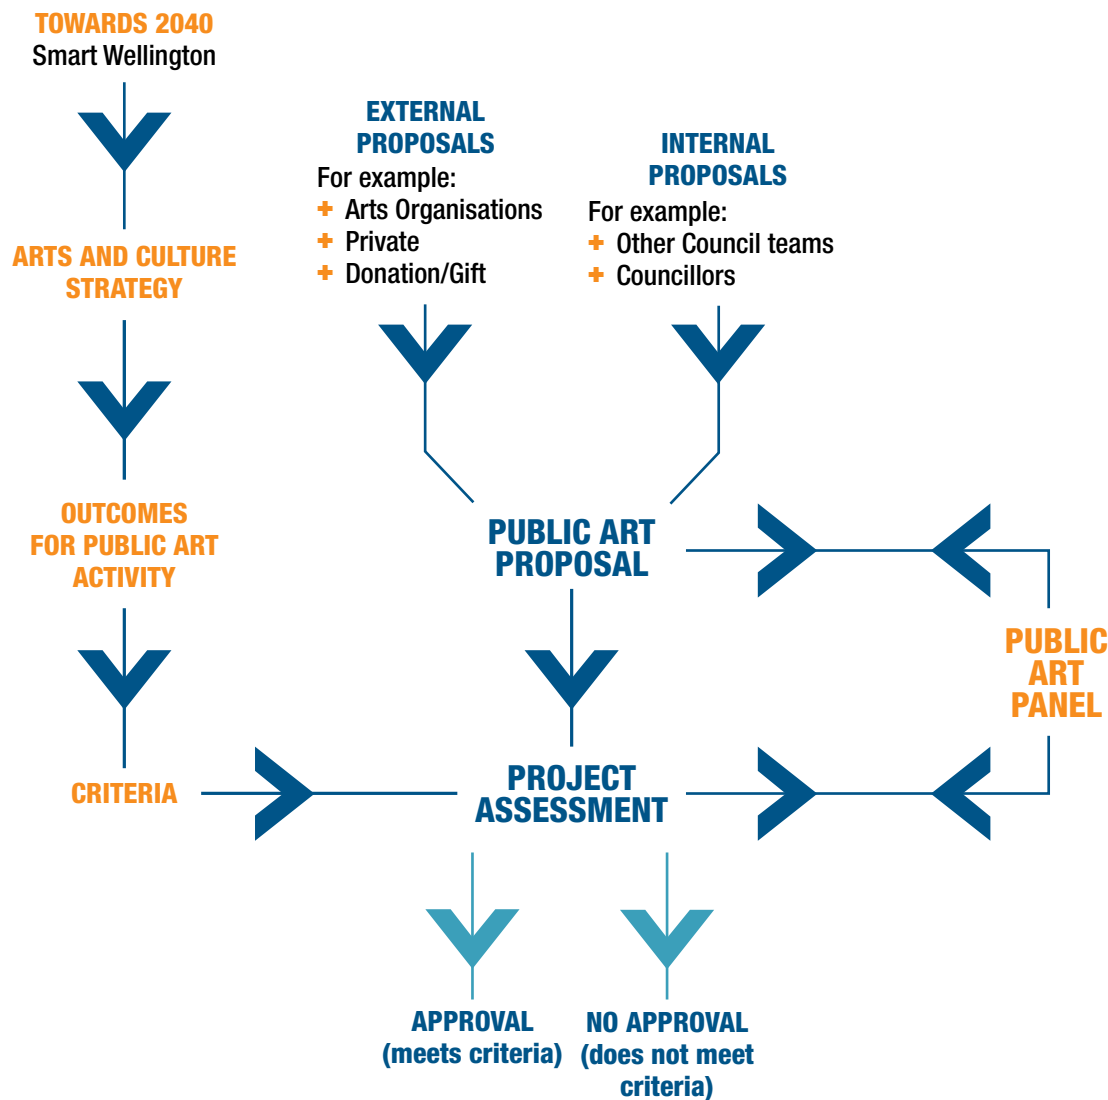 TOWARDS 2040
Smart Wellington
ARTS AND CULTURE
STRATEGY
OUTCOMES
FOR PUBLIC ART
ACTIVITY
CRITERIA
EXTERNAL
PROPOSALS
For example:
+ Arts Organisations
+ Private
+ Donation/Gift
INTERNAL
PROPOSALS
For example:
+ Other Council teams
+ Councillors
PUBLIC ART
PROPOSAL
PUBLIC
ART
PANEL
PROJECT
ASSESSMENT
APPROVAL
(meets criteria)
NO APPROVAL
(does not meet
criteria)